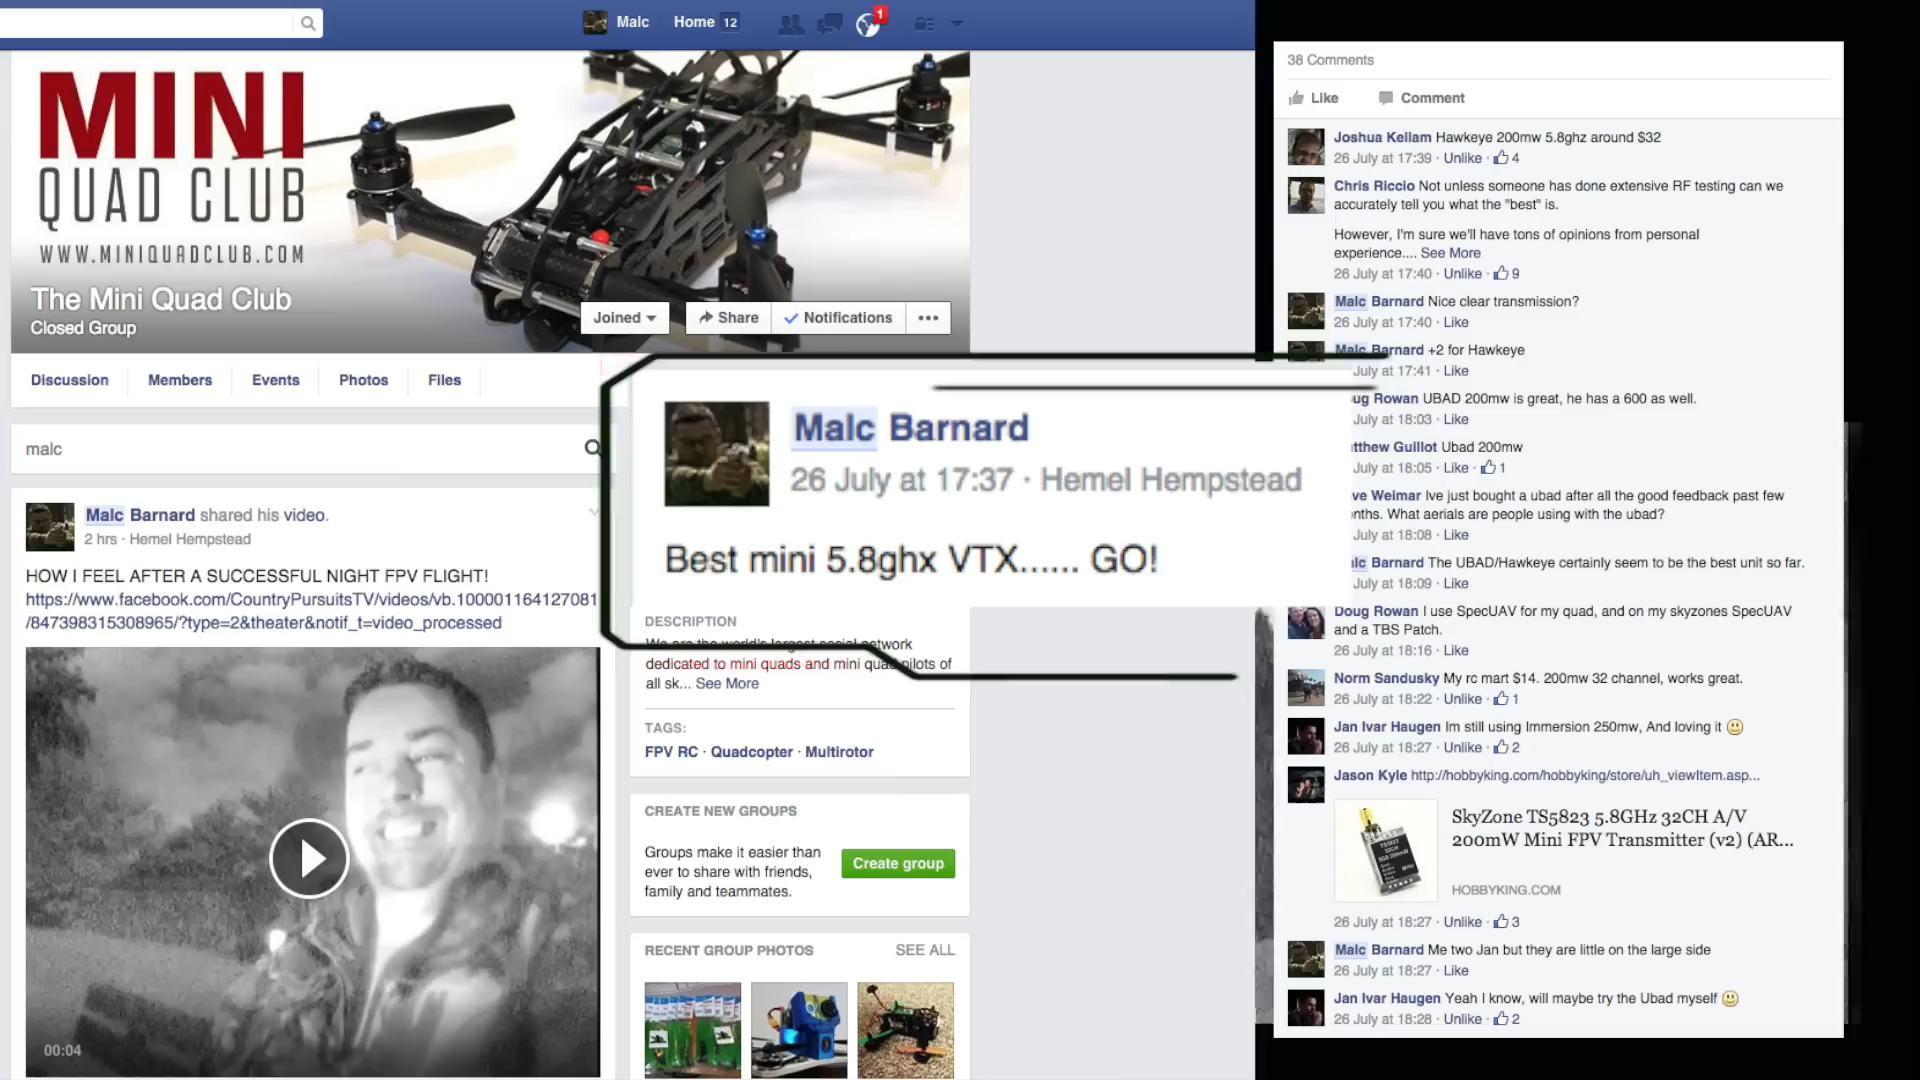 Malc
Home 12
1
MINI
QUAD CLUB
WWW.MINIQUADCLUB.COM
The Mini Quad Club
Closed Group
Joined
Share
Notifications
Discussion
Members
Events
Photos
Files
malc
Malc Barnard shared his video.
2 hrs · Hemel Hempstead
HOW I FEEL AFTER A SUCCESSFUL NIGHT FPV FLIGHT!
https://www.facebook.com/CountryPursuitsTV/videos/vb.100001164127081
/847398315308965/?type=2&theater&notif_t=video_processed
00:04
Malc Barnard
26 July at 17:37 · Hemel Hempstead
Best mini 5.8ghx VTX...... GO!
DESCRIPTION
We are the world's largest social network
dedicated to mini quads and mini quad pilots of
all sk... See More
TAGS:
FPV RC · Quadcopter · Multirotor
CREATE NEW GROUPS
Groups make it easier than
ever to share with friends,
family and teammates.
Create group
RECENT GROUP PHOTOS
SEE ALL
38 Comments
Like
Comment
Joshua Kellam Hawkeye 200mw 5.8ghz around $32
26 July at 17:39 · Unlike · 4
Chris Riccio Not unless someone has done extensive RF testing can we
accurately tell you what the "best" is.
However, I'm sure we'll have tons of opinions from personal
experience.... See More
26 July at 17:40 · Unlike · 9
Malc Barnard Nice clear transmission?
26 July at 17:40 · Like
Malc Barnard +2 for Hawkeye
July at 17:41 · Like
ug Rowan UBAD 200mw is great, he has a 600 as well.
July at 18:03 · Like
tthew Guillot Ubad 200mw
July at 18:05 · Like · 1
ve Weimar Ive just bought a ubad after all the good feedback past few
nths. What aerials are people using with the ubad?
July at 18:08 · Like
lc Barnard The UBAD/Hawkeye certainly seem to be the best unit so far.
July at 18:09 · Like
Doug Rowan I use SpecUAV for my quad, and on my skyzones SpecUAV
and a TBS Patch.
26 July at 18:16 · Like
Norm Sandusky My rc mart $14. 200mw 32 channel, works great.
26 July at 18:22 · Unlike · 1
Jan Ivar Haugen Im still using Immersion 250mw, And loving it
26 July at 18:27 · Unlike · 2
Jason Kyle http://hobbyking.com/hobbyking/store/uh_viewItem.asp...
SkyZone TS5823 5.8GHz 32CH A/V
200mW Mini FPV Transmitter (v2) (AR...
HOBBYKING.COM
26 July at 18:27 · Unlike · 3
Malc Barnard Me two Jan but they are little on the large side
26 July at 18:27 · Like
Jan Ivar Haugen Yeah I know, will maybe try the Ubad myself
26 July at 18:28 · Unlike · 2